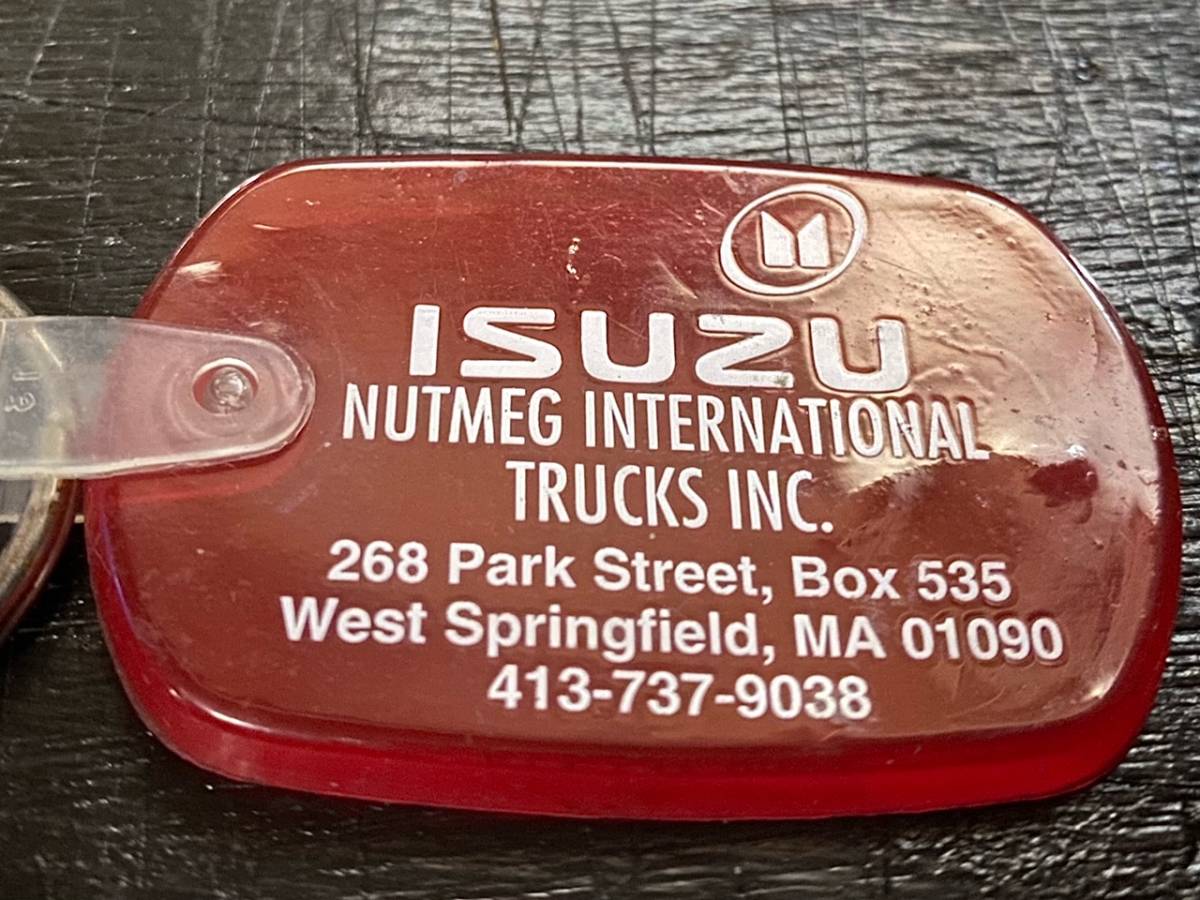 ISUZU
NUTMEG INTERNATIONAL
TRUCKS INC.
268 Park Street, Box 535
West Springfield, MA 01090
413-737-9038